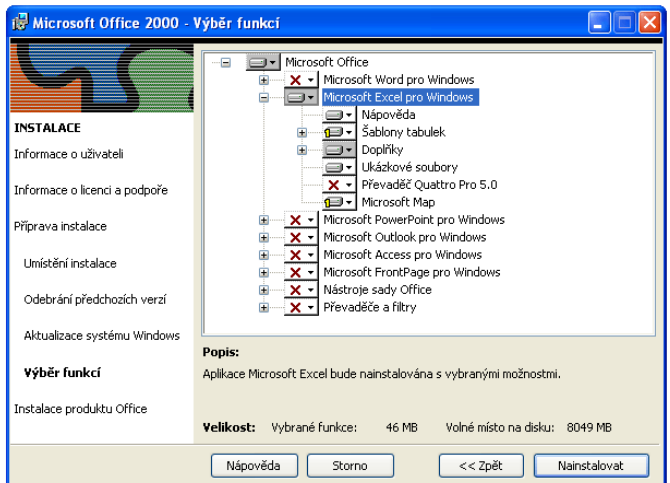 Microsoft Office 2000 - Výběr funkcí
INSTALACE
Informace o uživateli
Informace o licenci a podpoře
Příprava instalace
Umístění instalace
Odebrání předchozích verzí
Aktualizace systému Windows
Výběr funkcí
Instalace produktu Office
Microsoft Office
Microsoft Word pro Windows
Microsoft Excel pro Windows
Nápověda
Šablony tabulek
Doplňky
Ukázkové soubory
Převaděč Quattro Pro 5.0
Microsoft Map
Microsoft PowerPoint pro Windows
Microsoft Outlook pro Windows
Microsoft Access pro Windows
Microsoft FrontPage pro Windows
Nástroje sady Office
Převaděče a filtry
Popis:
Aplikace Microsoft Excel bude nainstalována s vybranými možnostmi.
Velikost: Vybrané funkce: 46 MB Volné místo na disku: 8049 MB
Nápověda Storno << Zpět Nainstalovat